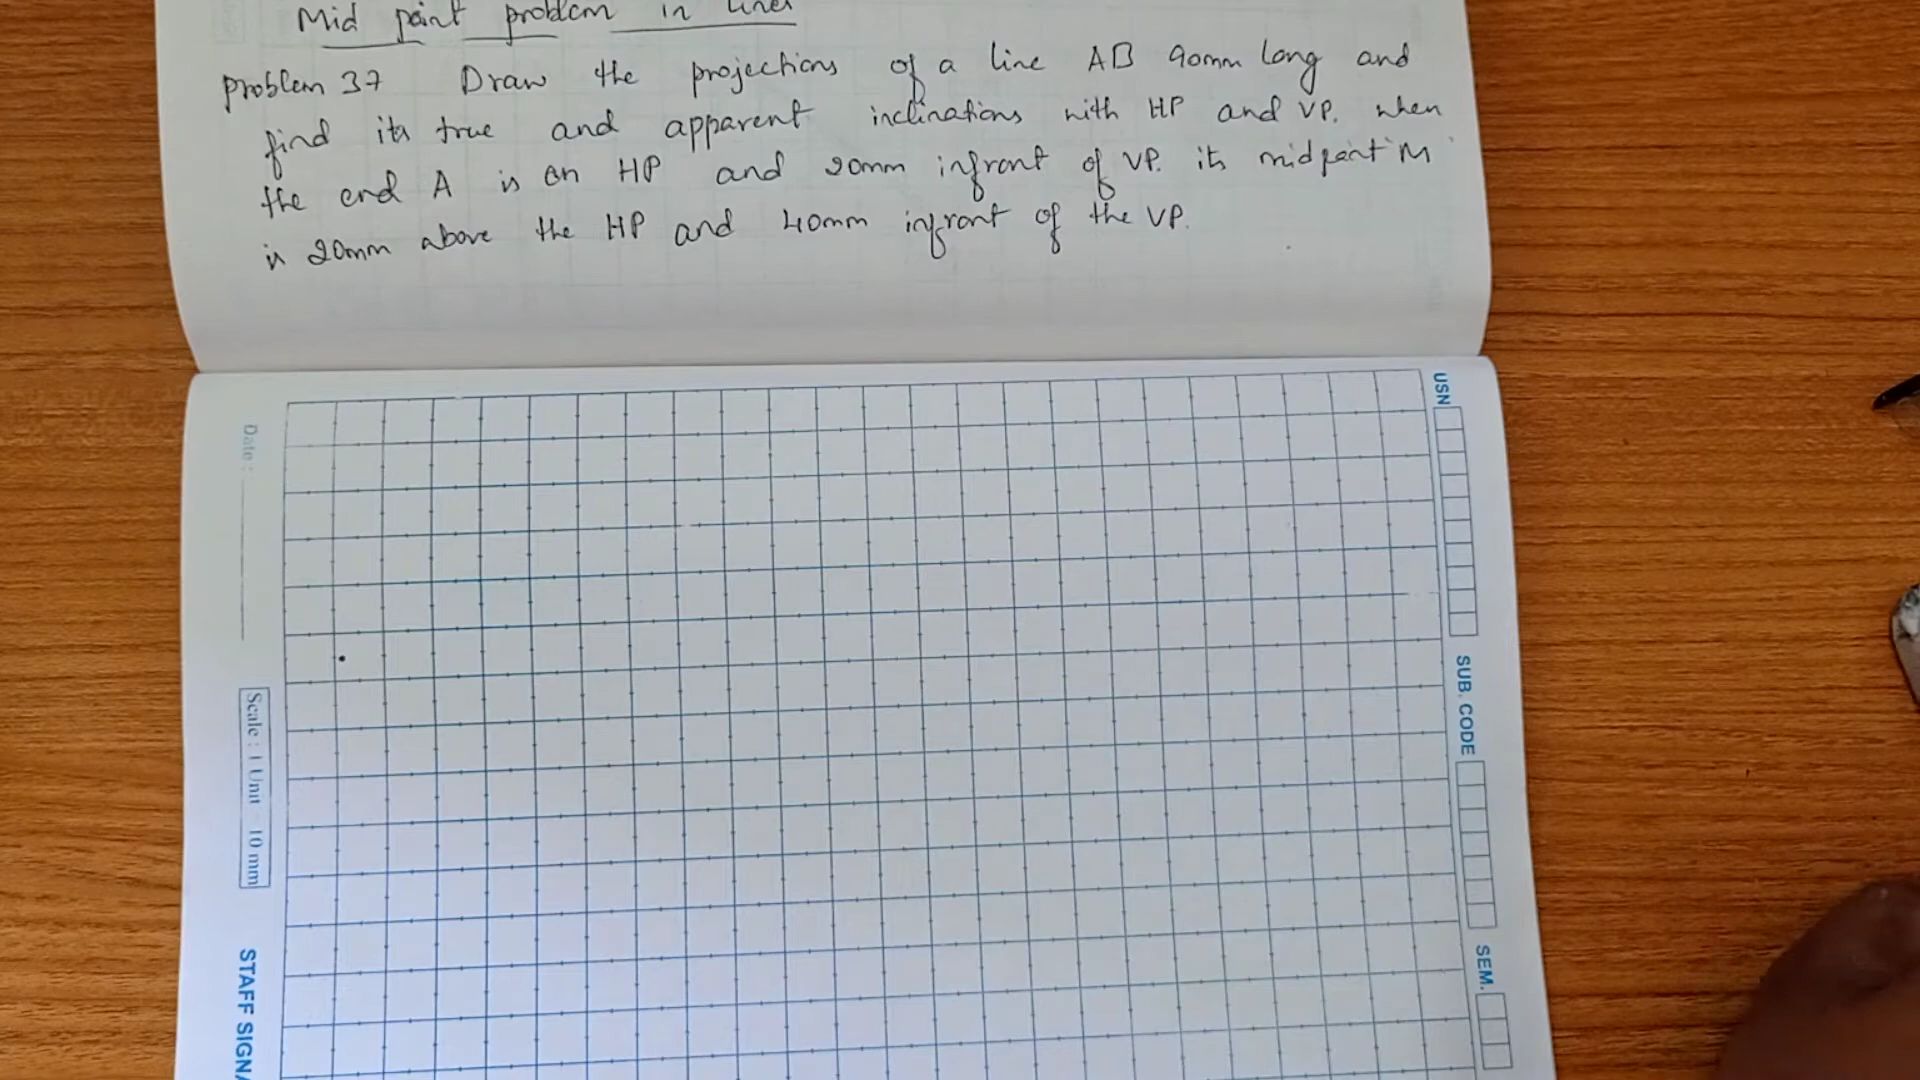 Mid point problem in lines
Problem 37 Draw the projections of a line AB 90mm long and
find its true and apparent inclinations with HP and VP. when
the end A is on HP and 20mm infront of VP. its midpoint M
is 20mm above the HP and 40mm infront of the VP.
USN
Date :
SUB. CODE
Scale : 1 Unit = 10 mm
SEM.
STAFF SIGNA